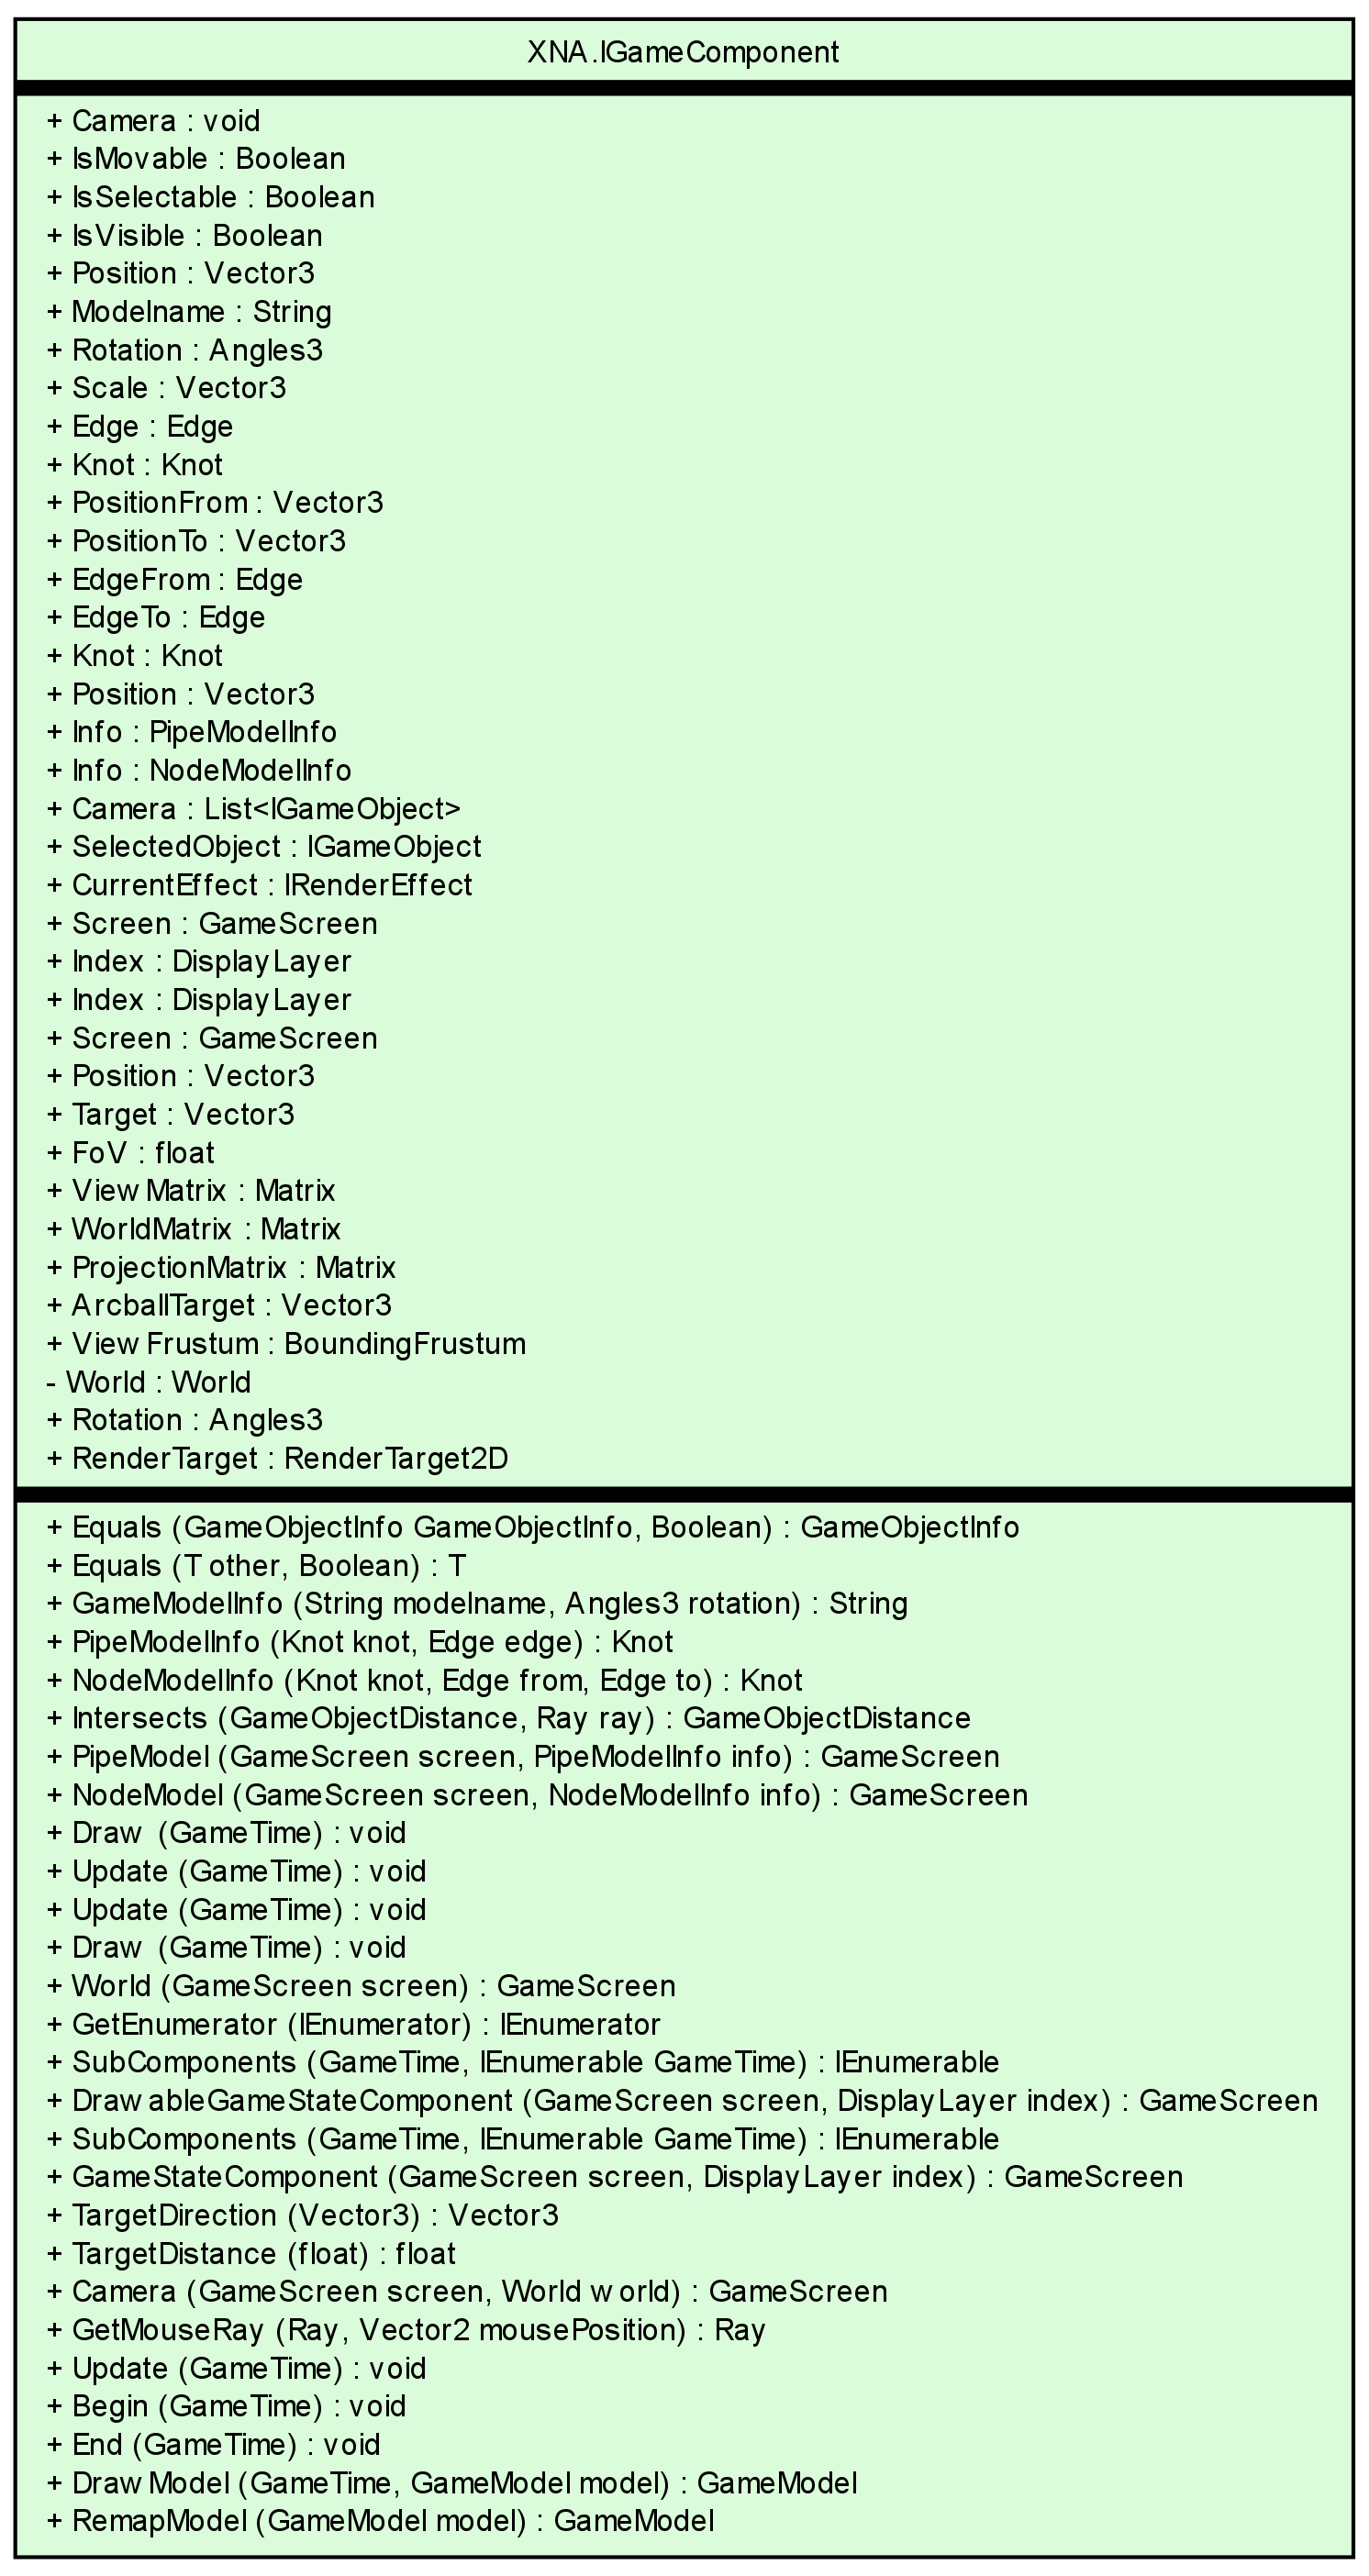 XNA.IGameComponent
+ Camera : void
+ IsMovable : Boolean
+ IsSelectable : Boolean
+ IsVisible : Boolean
+ Position : Vector3
+ Modelname : String
+ Rotation : Angles3
+ Scale : Vector3
+ Edge : Edge
+ Knot : Knot
+ PositionFrom : Vector3
+ PositionTo : Vector3
+ EdgeFrom : Edge
+ EdgeTo : Edge
+ Knot : Knot
+ Position : Vector3
+ Info : PipeModelInfo
+ Info : NodeModelInfo
+ Camera : List<IGameObject>
+ SelectedObject : IGameObject
+ CurrentEffect : IRenderEffect
+ Screen : GameScreen
+ Index : DisplayLayer
+ Index : DisplayLayer
+ Screen : GameScreen
+ Position : Vector3
+ Target : Vector3
+ FoV : float
+ ViewMatrix : Matrix
+ WorldMatrix : Matrix
+ ProjectionMatrix : Matrix
+ ArcballTarget : Vector3
+ ViewFrustum : BoundingFrustum
- World : World
+ Rotation : Angles3
+ RenderTarget : RenderTarget2D
+ Equals (GameObjectInfo GameObjectInfo, Boolean) : GameObjectInfo
+ Equals (T other, Boolean) : T
+ GameModelInfo (String modelname, Angles3 rotation) : String
+ PipeModelInfo (Knot knot, Edge edge) : Knot
+ NodeModelInfo (Knot knot, Edge from, Edge to) : Knot
+ Intersects (GameObjectDistance, Ray ray) : GameObjectDistance
+ PipeModel (GameScreen screen, PipeModelInfo info) : GameScreen
+ NodeModel (GameScreen screen, NodeModelInfo info) : GameScreen
+ Draw (GameTime) : void
+ Update (GameTime) : void
+ Update (GameTime) : void
+ Draw (GameTime) : void
+ World (GameScreen screen) : GameScreen
+ GetEnumerator (IEnumerator) : IEnumerator
+ SubComponents (GameTime, IEnumerable GameTime) : IEnumerable
+ DrawableGameStateComponent (GameScreen screen, DisplayLayer index) : GameScreen
+ SubComponents (GameTime, IEnumerable GameTime) : IEnumerable
+ GameStateComponent (GameScreen screen, DisplayLayer index) : GameScreen
+ TargetDirection (Vector3) : Vector3
+ TargetDistance (float) : float
+ Camera (GameScreen screen, World world) : GameScreen
+ GetMouseRay (Ray, Vector2 mousePosition) : Ray
+ Update (GameTime) : void
+ Begin (GameTime) : void
+ End (GameTime) : void
+ DrawModel (GameTime, GameModel model) : GameModel
+ RemapModel (GameModel model) : GameModel